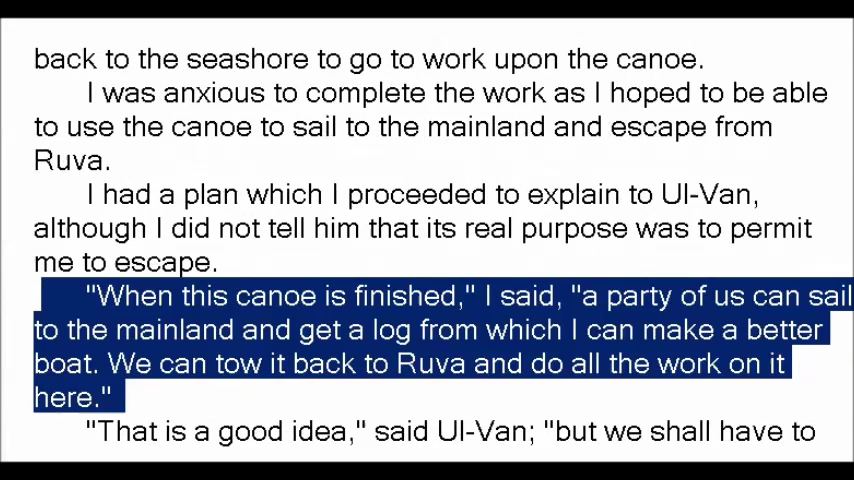 back to the seashore to go to work upon the canoe.
I was anxious to complete the work as I hoped to be able
to use the canoe to sail to the mainland and escape from
Ruva.
I had a plan which I proceeded to explain to Ul-Van,
although I did not tell him that its real purpose was to permit
me to escape.
"When this canoe is finished," I said, "a party of us can sail
to the mainland and get a log from which I can make a better
boat. We can tow it back to Ruva and do all the work on it
here."
"That is a good idea," said Ul-Van; "but we shall have to